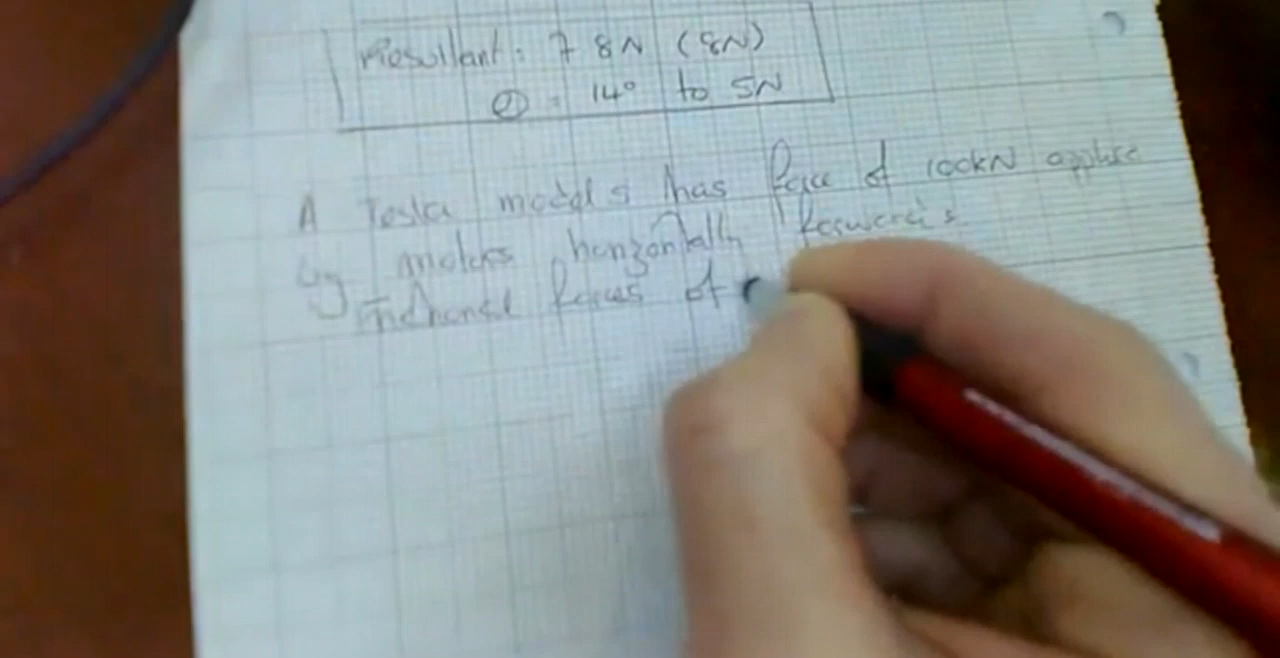 Resultant: 7 8N (8N)
θ = 14° to 5N
A Tesla model s has force of 100kN applied
by motors horizontally forwards
frictional forces of